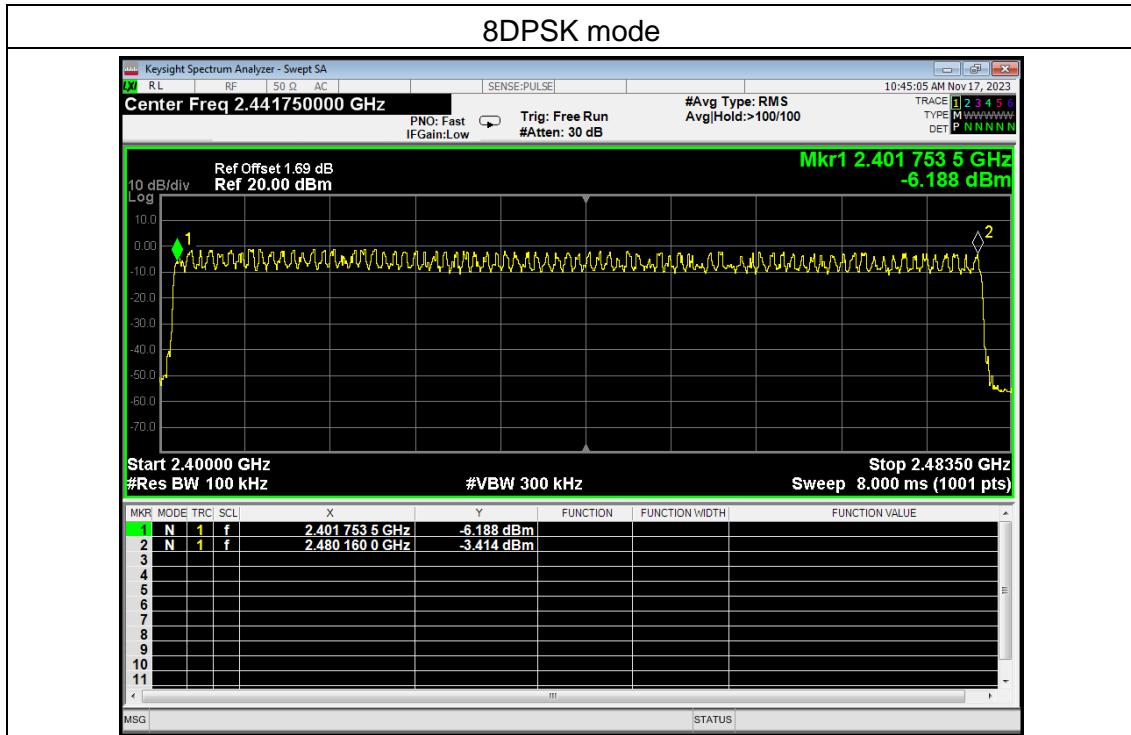 8DPSK mode
Keysight Spectrum Analyzer - Swept SA
LXI RL RF 50 Ω AC SENSE:PULSE 10:45:05 AM Nov 17, 2023
Center Freq 2.441750000 GHz #Avg Type: RMS TRACE 1 2 3 4 5 6
PNO: Fast Trig: Free Run Avg|Hold:>100/100 TYPE M WWWWW
IFGain:Low #Atten: 30 dB DET P N N N N N
Ref Offset 1.69 dB Mkr1 2.401 753 5 GHz
10 dB/div Ref 20.00 dBm -6.188 dBm
Log
10.0
1 2
0.00
-10.0
-20.0
-30.0
-40.0
-50.0
-60.0
-70.0
Start 2.40000 GHz Stop 2.48350 GHz
#Res BW 100 kHz #VBW 300 kHz Sweep 8.000 ms (1001 pts)
MKR MODE TRC SCL X Y FUNCTION FUNCTION WIDTH FUNCTION VALUE
1 N 1 f 2.401 753 5 GHz -6.188 dBm
2 N 1 f 2.480 160 0 GHz -3.414 dBm
3
4
5
6
7
8
9
10
11
MSG STATUS